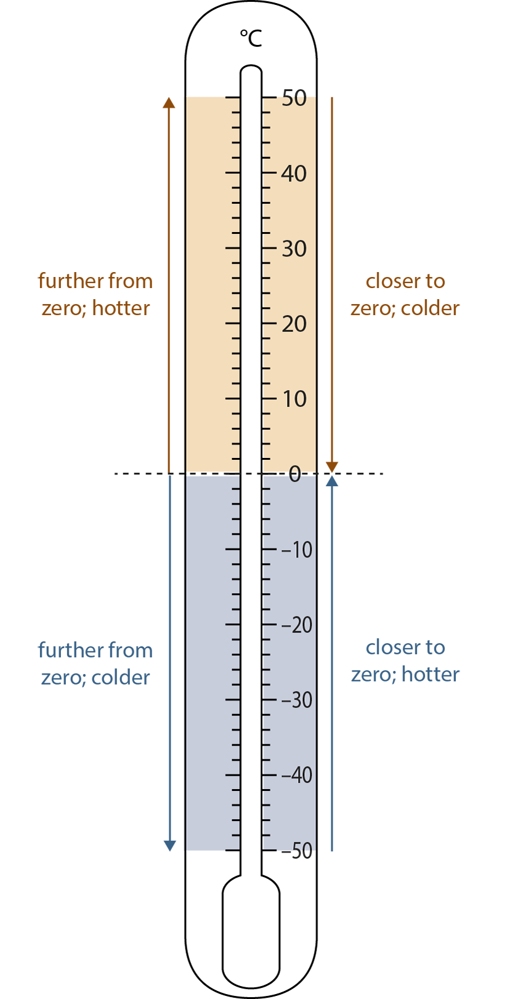 °C
50
40
30
further from
zero; hotter
closer to
zero; colder
20
10
0
–10
–20
further from
zero; colder
closer to
zero; hotter
–30
–40
–50